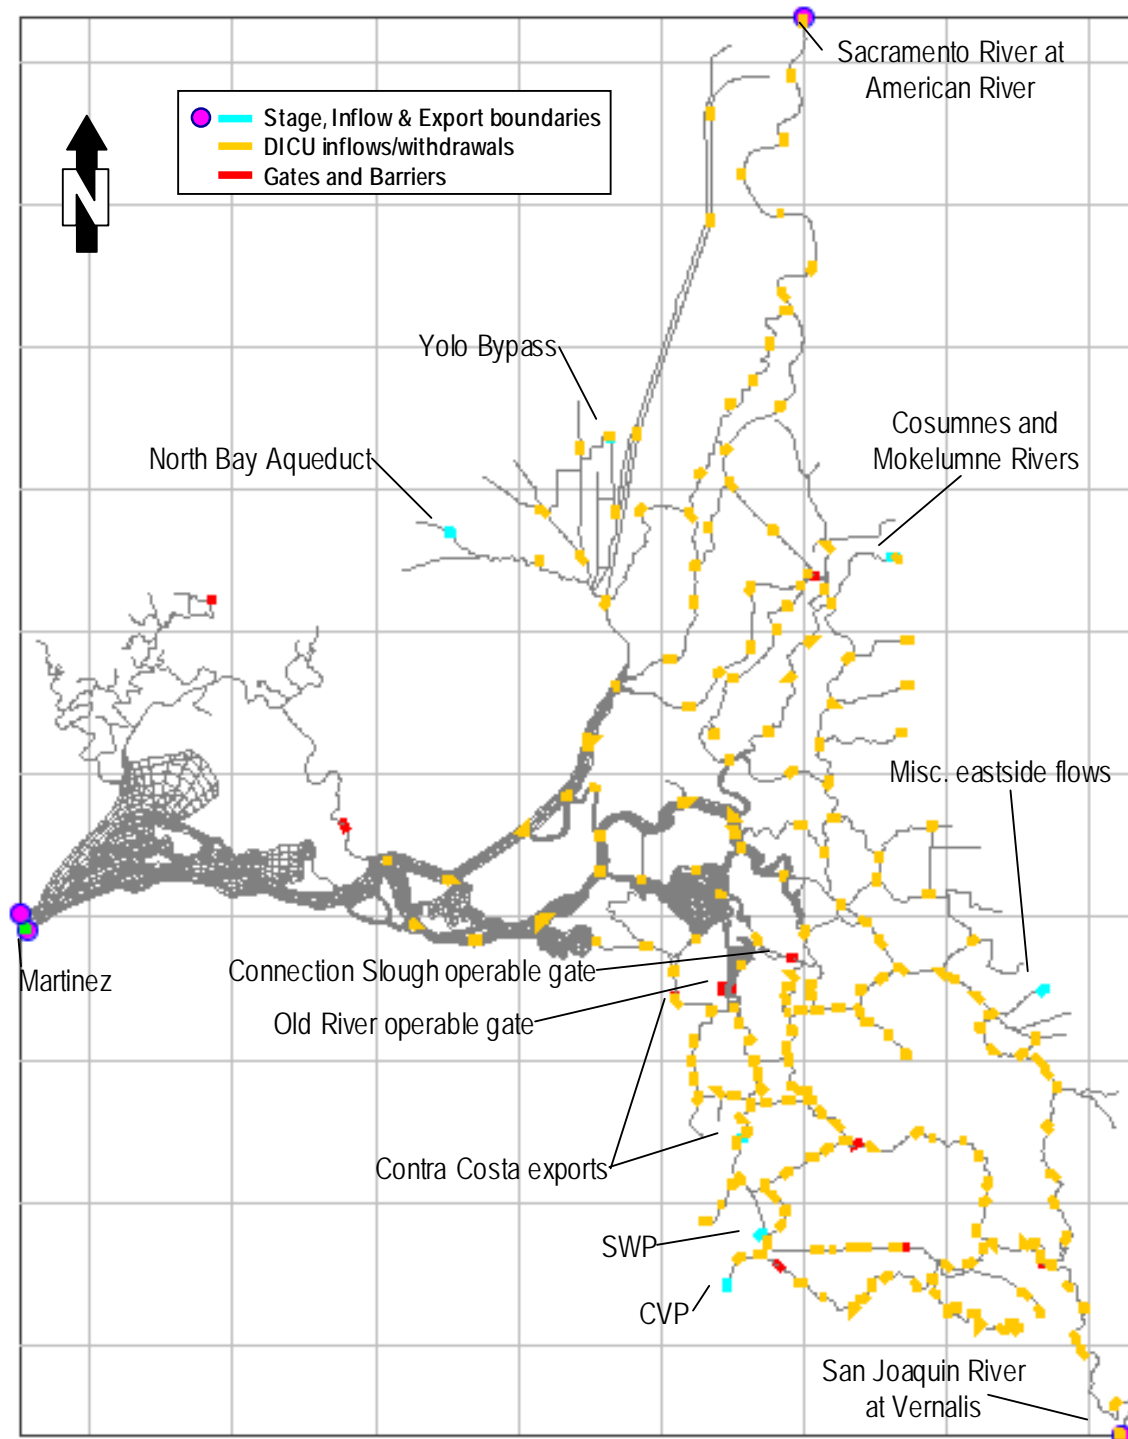 Sacramento River at
American River
Stage, Inflow & Export boundaries
DICU inflows/withdrawals
Gates and Barriers
N
Yolo Bypass
Cosumnes and
Mokelumne Rivers
North Bay Aqueduct
Misc. eastside flows
Connection Slough operable gate
Martinez
Old River operable gate
Contra Costa exports
SWP
CVP
San Joaquin River
at Vernalis